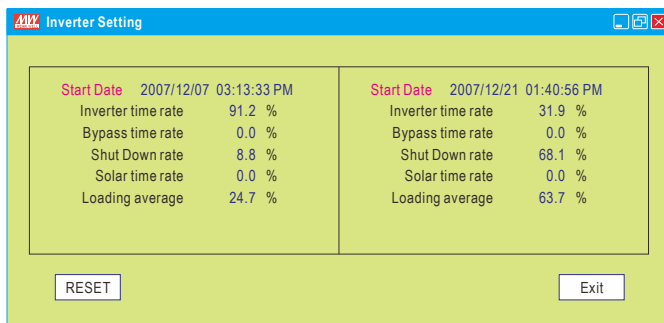 MW Inverter Setting
Start Date 2007/12/07 03:13:33 PM
Inverter time rate 91.2 %
Bypass time rate 0.0 %
Shut Down rate 8.8 %
Solar time rate 0.0 %
Loading average 24.7 %
Start Date 2007/12/21 01:40:56 PM
Inverter time rate 31.9 %
Bypass time rate 0.0 %
Shut Down rate 68.1 %
Solar time rate 0.0 %
Loading average 63.7 %
RESET
Exit